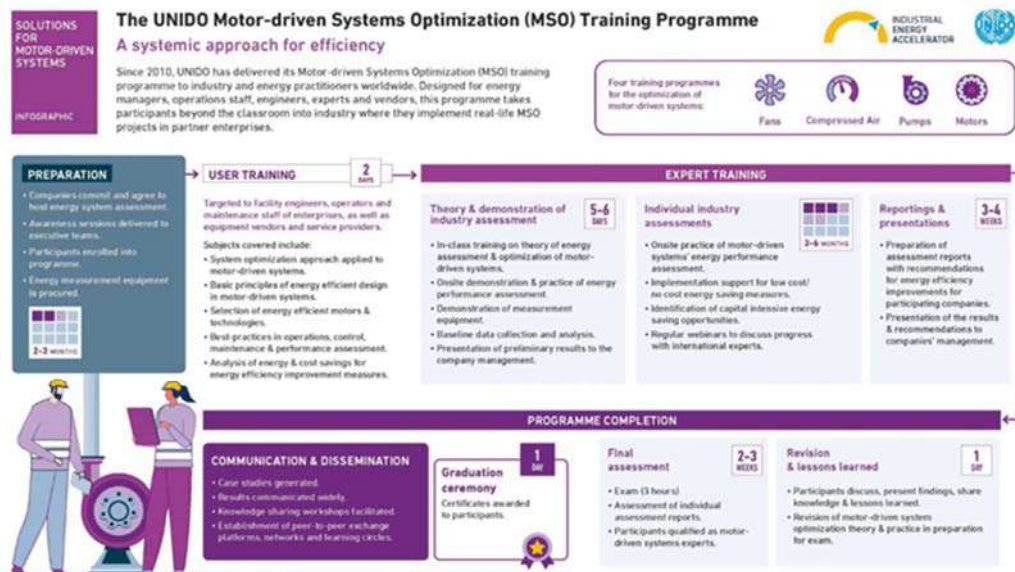 SOLUTIONS
FOR
MOTOR-DRIVEN
SYSTEMS
INFOGRAPHIC
The UNIDO Motor-driven Systems Optimization (MSO) Training Programme
A systemic approach for efficiency
Since 2010, UNIDO has delivered its Motor-driven Systems Optimization (MSO) training
programme to industry and energy practitioners worldwide. Designed for energy
managers, operations staff, engineers, experts and vendors, this programme takes
participants beyond the classroom into industry where they implement real-life MSO
projects in partner enterprises.
INDUSTRIAL
ENERGY
ACCELERATOR
UNIDO
Four training programmes
for the optimization of
motor-driven systems:
Fans
Compressed Air
Pumps
Motors
PREPARATION
• Companies commit and agree to
host energy system assessment.
• Awareness sessions delivered to
executive teams.
• Participants enrolled into
programme.
• Energy measurement equipment
is procured.
2-3 MONTHS
USER TRAINING
2
DAYS
Targeted to facility engineers, operators and
maintenance staff of enterprises, as well as
equipment vendors and service providers.
Subjects covered include:
• System optimization approach applied to
motor-driven systems.
• Basic principles of energy efficient design
in motor-driven systems.
• Selection of energy efficient motors &
technologies.
• Best-practices in operations, control,
maintenance & performance assessment.
• Analysis of energy & cost savings for
energy efficiency improvement measures.
EXPERT TRAINING
Theory & demonstration of
industry assessment
5-6
DAYS
• In-class training on theory of energy
assessment & optimization of motor-
driven systems.
• Onsite demonstration & practice of energy
performance assessment.
• Demonstration of measurement
equipment.
• Baseline data collection and analysis.
• Presentation of preliminary results to the
company management.
Individual industry
assessments
3-6 MONTHS
• Onsite practice of motor-driven
systems' energy performance
assessment.
• Implementation support for low cost/
no cost energy saving measures.
• Identification of capital intensive energy
saving opportunities.
• Regular webinars to discuss progress
with international experts.
Reportings &
presentations
3-4
WEEKS
• Preparation of
assessment reports
with recommendations
for energy efficiency
improvements for
participating companies.
• Presentation of the results
& recommendations to
companies' management.
PROGRAMME COMPLETION
COMMUNICATION & DISSEMINATION
• Case studies generated.
• Results communicated widely.
• Knowledge sharing workshops facilitated.
• Establishment of peer-to-peer exchange
platforms, networks and learning circles.
1
DAY
Graduation
ceremony
Certificates awarded
to participants.
Final
assessment
2-3
WEEKS
• Exam (3 hours)
• Assessment of individual
assessment reports.
• Participants qualified as motor-
driven systems experts.
Revision
& lessons learned
1
DAY
• Participants discuss, present findings, share
knowledge & lessons learned.
• Revision of motor-driven system
optimization theory & practice in preparation
for exam.